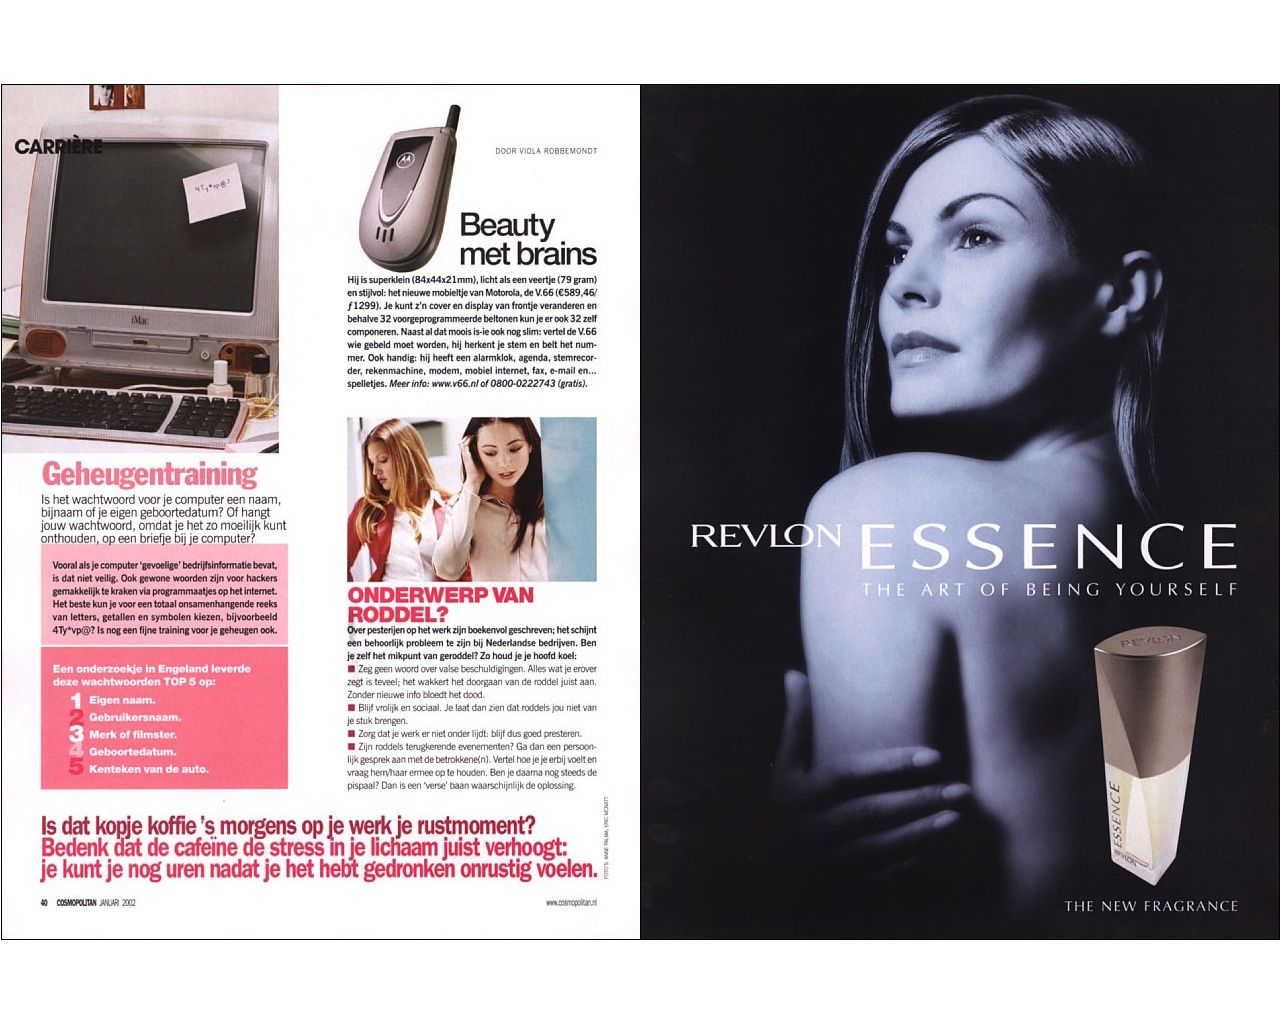 CARRIÈRE
4Ty*vp@?
iMac
Geheugentraining
Is het wachtwoord voor je computer een naam,
bijnaam of je eigen geboortedatum? Of hangt
jouw wachtwoord, omdat je het zo moeilijk kunt
onthouden, op een briefje bij je computer?
Vooral als je computer ‘gevoelige’ bedrijfsinformatie bevat,
is dat niet veilig. Ook gewone woorden zijn voor hackers
gemakkelijk te kraken via programmaatjes op het internet.
Het beste kun je voor een totaal onsamenhangende reeks
van letters, getallen en symbolen kiezen, bijvoorbeeld
4Ty*vp@? Is nog een fijne training voor je geheugen ook.
Een onderzoekje in Engeland leverde
deze wachtwoorden TOP 5 op:
1 Eigen naam.
2 Gebruikersnaam.
3 Merk of filmster.
4 Geboortedatum.
5 Kenteken van de auto.
DOOR VIOLA ROBBEMONDT
Beauty
met brains
Hij is superklein (84x44x21mm), licht als een veertje (79 gram)
en stijlvol: het nieuwe mobieltje van Motorola, de V.66 (€589,46/
ƒ1299). Je kunt z’n cover en display van frontje veranderen en
behalve 32 voorgeprogrammeerde beltonen kun je er ook 32 zelf
componeren. Naast al dat moois is-ie ook nog slim: vertel de V.66
wie gebeld moet worden, hij herkent je stem en belt het num-
mer. Ook handig: hij heeft een alarmklok, agenda, stemrecor-
der, rekenmachine, modem, mobiel internet, fax, e-mail en...
spelletjes. Meer info: www.v66.nl of 0800-0222743 (gratis).
ONDERWERP VAN
RODDEL?
Over pesterijen op het werk zijn boekenvol geschreven; het schijnt
een behoorlijk probleem te zijn bij Nederlandse bedrijven. Ben
je zelf het mikpunt van geroddel? Zo houd je je hoofd koel:
■ Zeg geen woord over valse beschuldigingen. Alles wat je erover
zegt is teveel; het wakkert het doorgaan van de roddel juist aan.
Zonder nieuwe info bloedt het dood.
■ Blijf vrolijk en sociaal. Je laat dan zien dat roddels jou niet van
je stuk brengen.
■ Zorg dat je werk er niet onder lijdt: blijf dus goed presteren.
■ Zijn roddels terugkerende evenementen? Ga dan een persoon-
lijk gesprek aan met de betrokkene(n). Vertel hoe je je erbij voelt en
vraag hem/haar ermee op te houden. Ben je daarna nog steeds de
pispaal? Dan is een ‘verse’ baan waarschijnlijk de oplossing.
FOTO’S: ANNE PALMA, ERIC MCNATT
Is dat kopje koffie ’s morgens op je werk je rustmoment?
Bedenk dat de cafeïne de stress in je lichaam juist verhoogt:
je kunt je nog uren nadat je het hebt gedronken onrustig voelen.
40 COSMOPOLITAN JANUARI 2002
www.cosmopolitan.nl
REVLON ESSENCE
THE ART OF BEING YOURSELF
REVLON
ESSENCE
REVLON
THE NEW FRAGRANCE